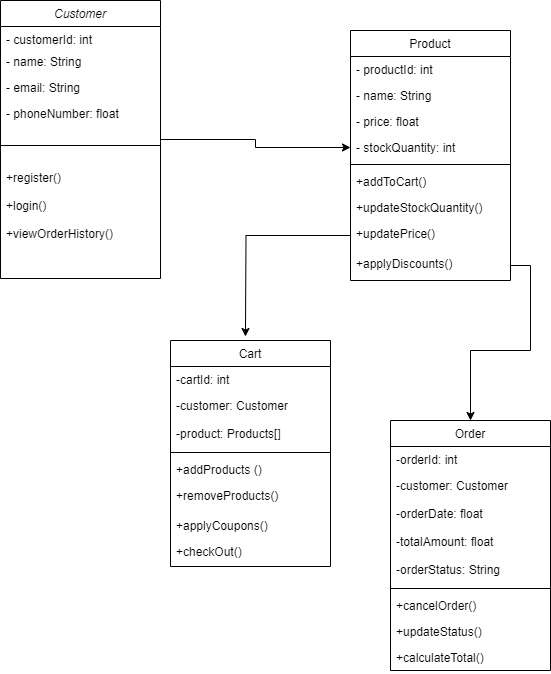 Customer
- customerId: int
- name: String
- email: String
- phoneNumber: float
+register()
+login()
+viewOrderHistory()
Product
- productId: int
- name: String
- price: float
- stockQuantity: int
+addToCart()
+updateStockQuantity()
+updatePrice()
+applyDiscounts()
Cart
-cartId: int
-customer: Customer
-product: Products[]
+addProducts ()
+removeProducts()
+applyCoupons()
+checkOut()
Order
-orderId: int
-customer: Customer
-orderDate: float
-totalAmount: float
-orderStatus: String
+cancelOrder()
+updateStatus()
+calculateTotal()